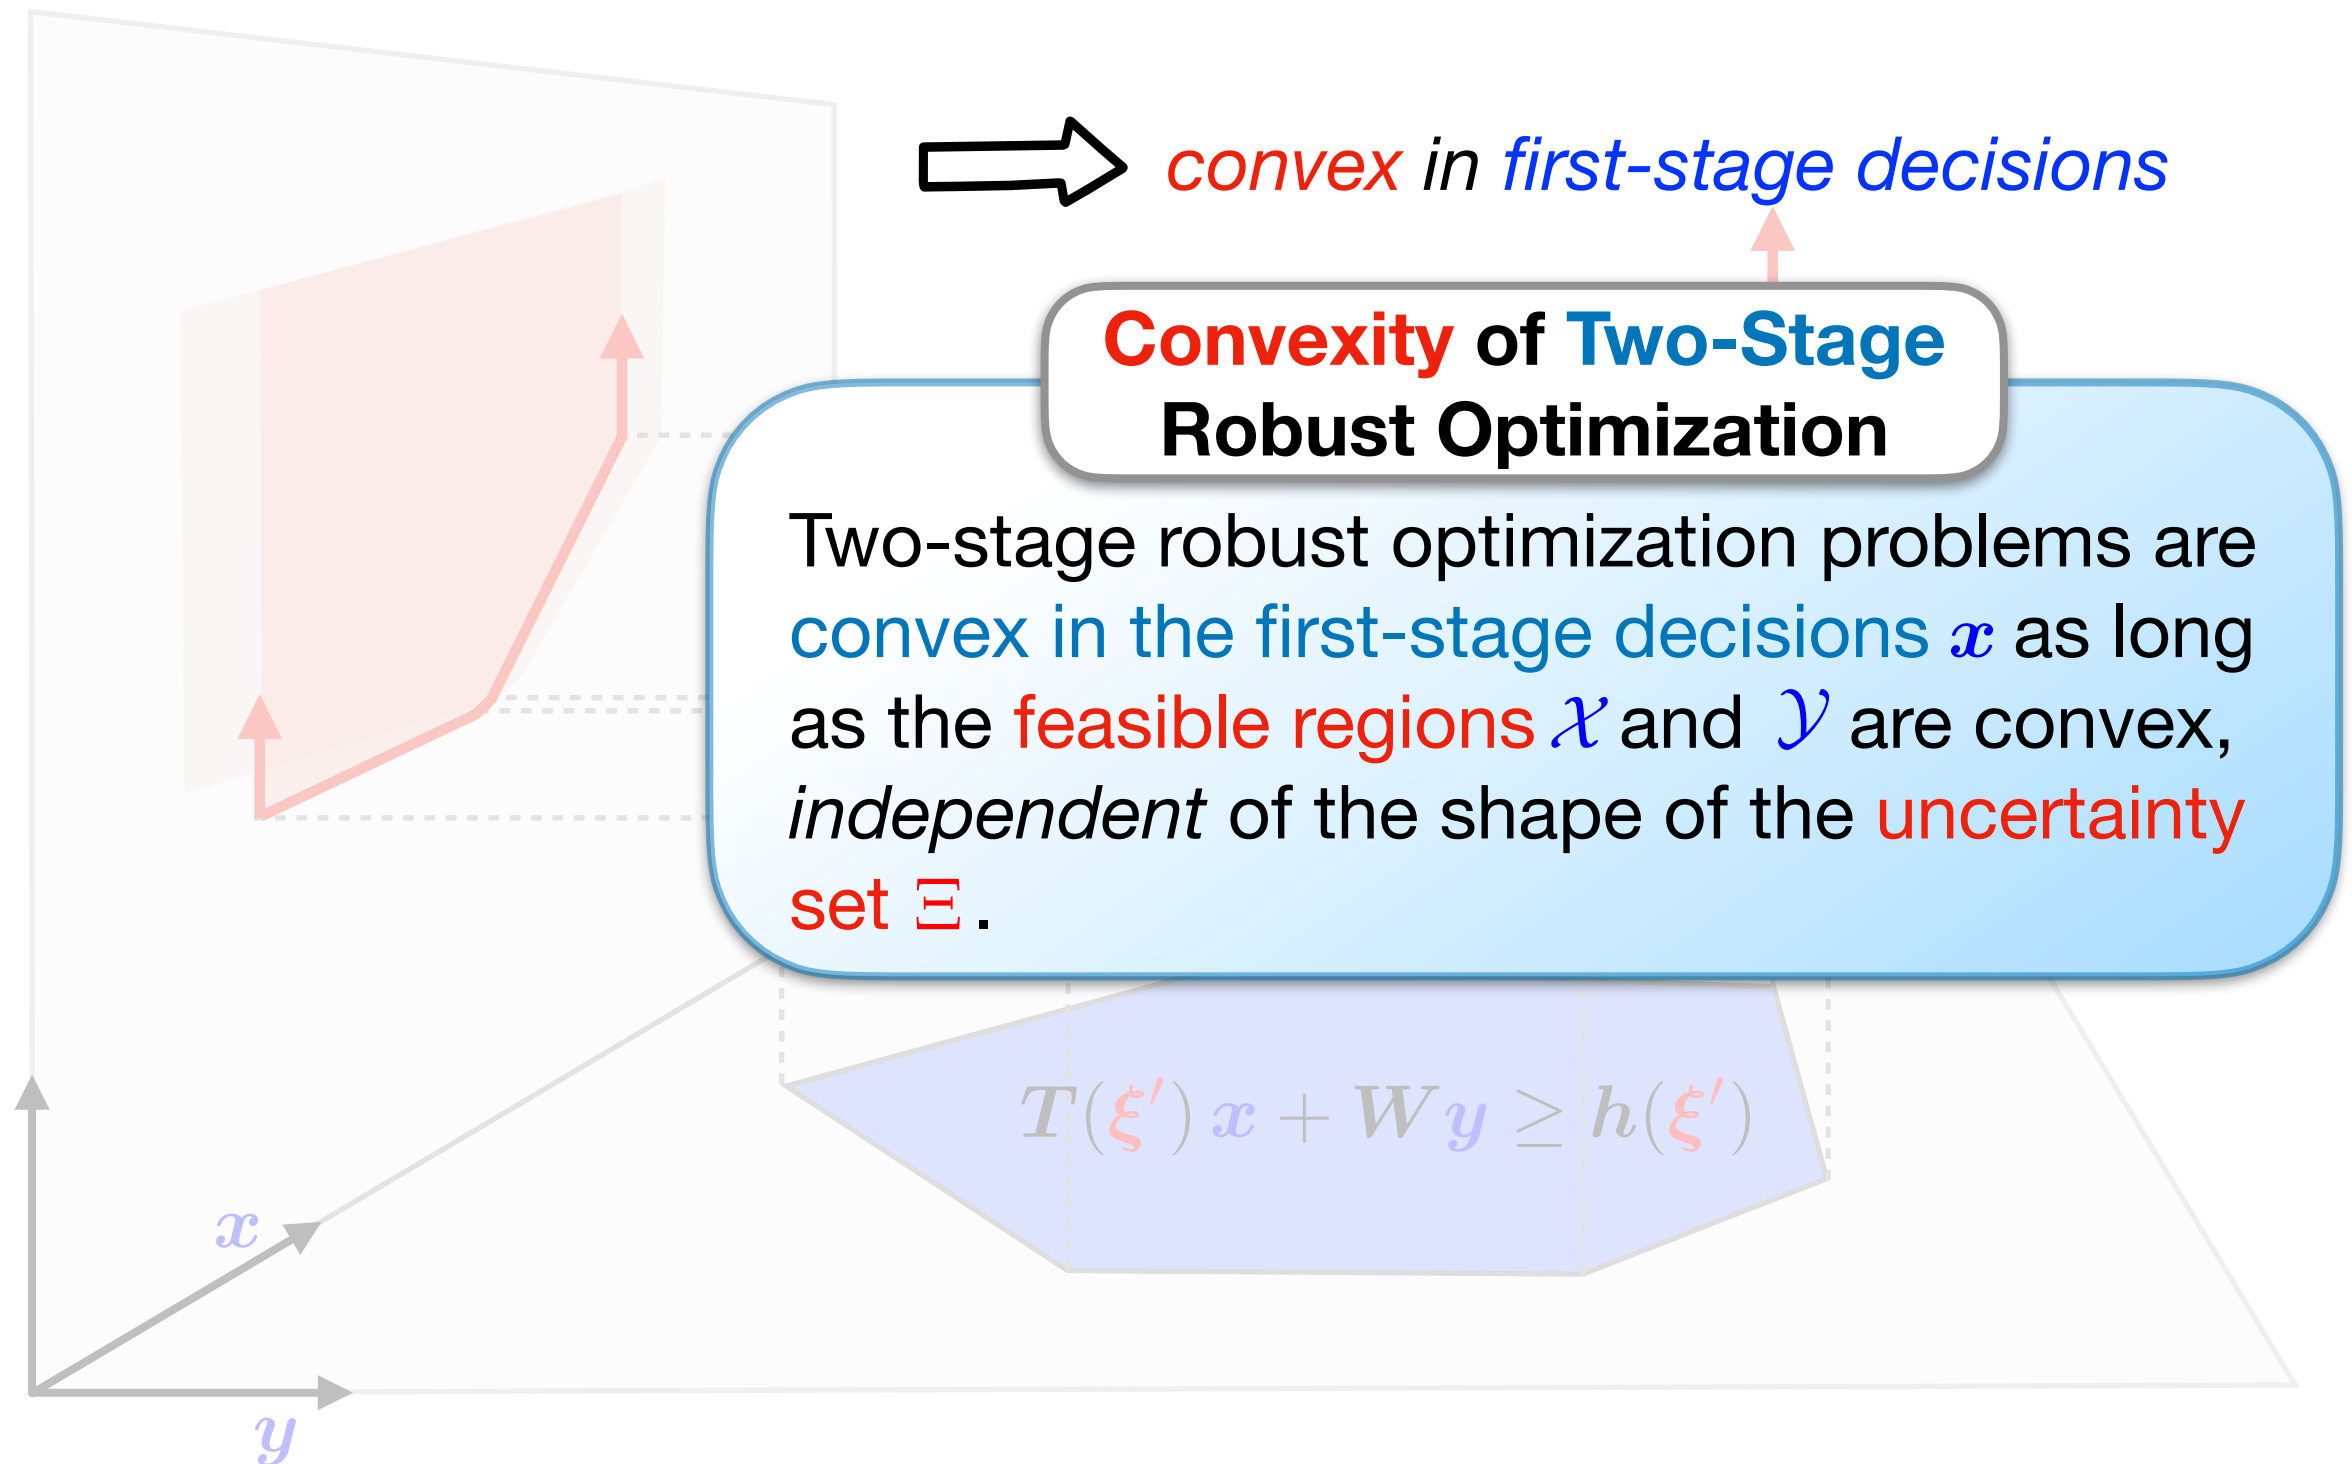 convex in first-stage decisions
Convexity of Two-Stage
Robust Optimization
Two-stage robust optimization problems are
convex in the first-stage decisions x as long
as the feasible regions 𝒳 and 𝒴 are convex,
independent of the shape of the uncertainty
set Ξ.
T(ξ′) x + W y ≥ h(ξ′)
x
y